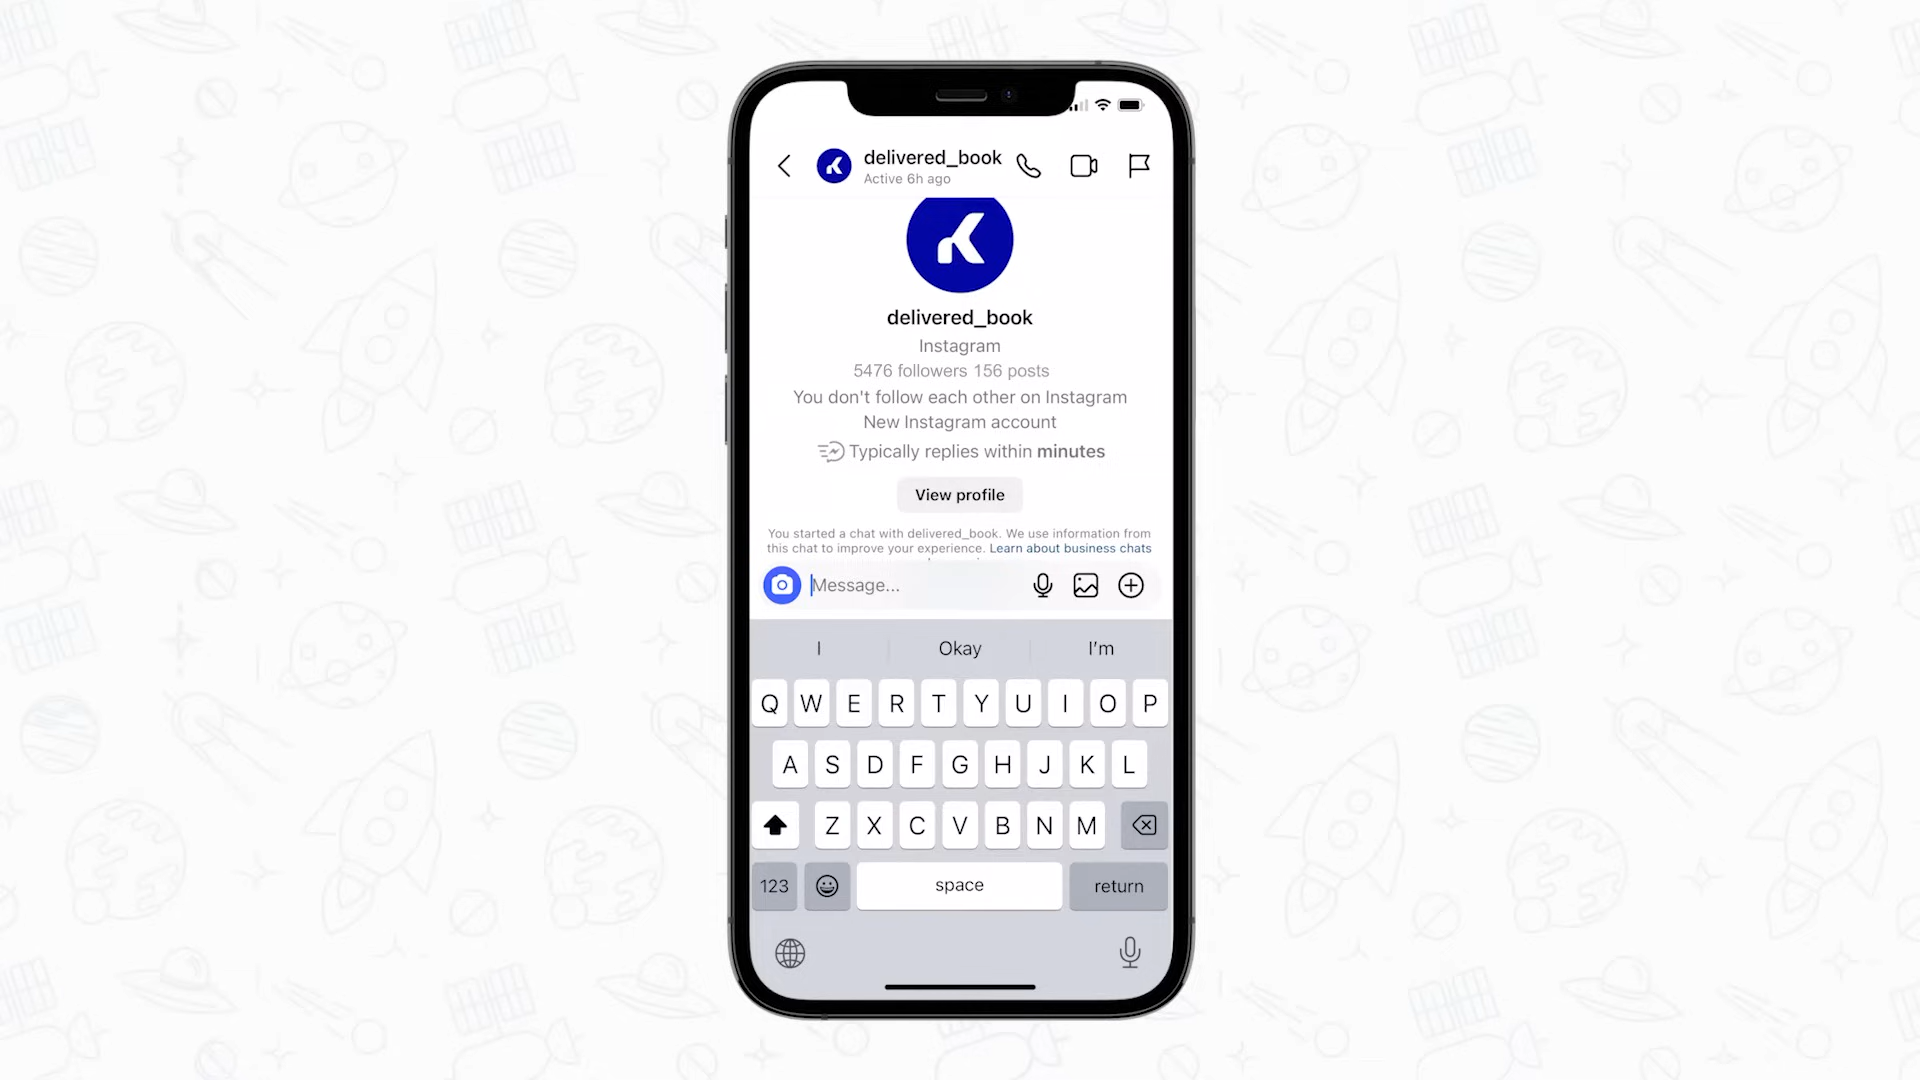 delivered_book
Active 6h ago
delivered_book
Instagram
5476 followers 156 posts
You don't follow each other on Instagram
New Instagram account
Typically replies within minutes
View profile
You started a chat with delivered_book. We use information from
this chat to improve your experience. Learn about business chats
Message...
I Okay I'm
Q W E R T Y U I O P
A S D F G H J K L
Z X C V B N M
123 space return